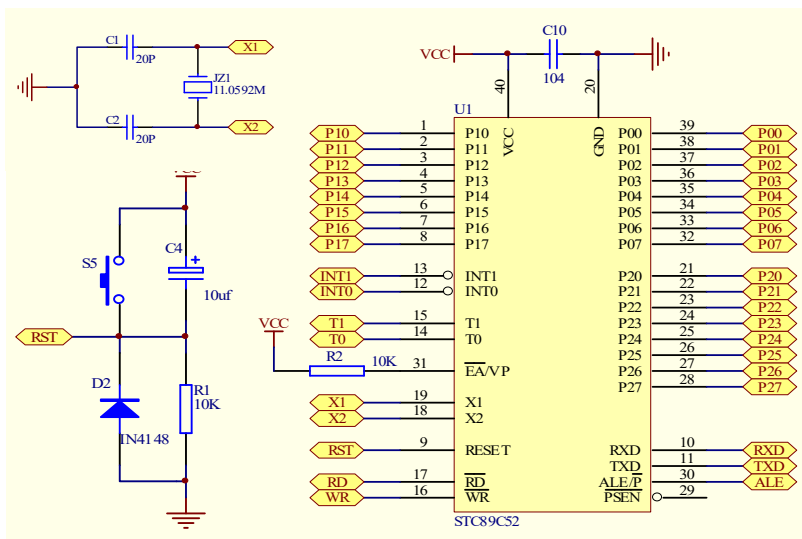 C1
20P
X1
JZ1
11.0592M
C2
20P
X2
VCC
S5
C4
+
10uf
RST
D2
IN4148
R1
10K
VCC
C10
104
40
20
U1
VCC
GND
P10 1 P10
P11 2 P11
P12 3 P12
P13 4 P13
P14 5 P14
P15 6 P15
P16 7 P16
P17 8 P17
INT1 13 INT1
INT0 12 INT0
T1 15 T1
T0 14 T0
VCC
R2 10K
31 EA/VP
X1 19 X1
X2 18 X2
RST 9 RESET
RD 17 RD
WR 16 WR
P00 39 P00
P01 38 P01
P02 37 P02
P03 36 P03
P04 35 P04
P05 34 P05
P06 33 P06
P07 32 P07
P20 21 P20
P21 22 P21
P22 23 P22
P23 24 P23
P24 25 P24
P25 26 P25
P26 27 P26
P27 28 P27
RXD 10 RXD
TXD 11 TXD
ALE/P 30 ALE
PSEN 29
STC89C52